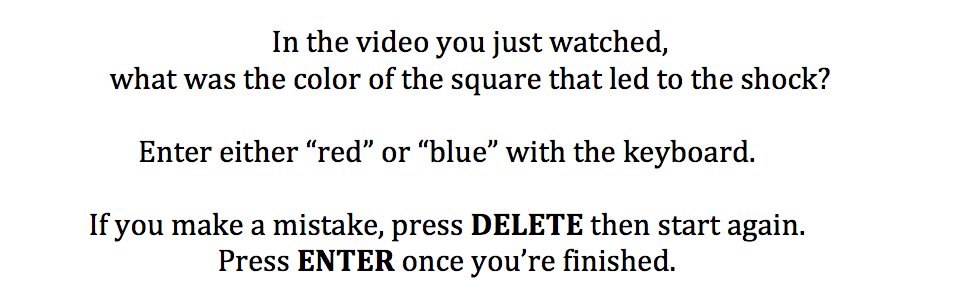 In the video you just watched,
what was the color of the square that led to the shock?
Enter either “red” or “blue” with the keyboard.
If you make a mistake, press DELETE then start again.
Press ENTER once you’re finished.